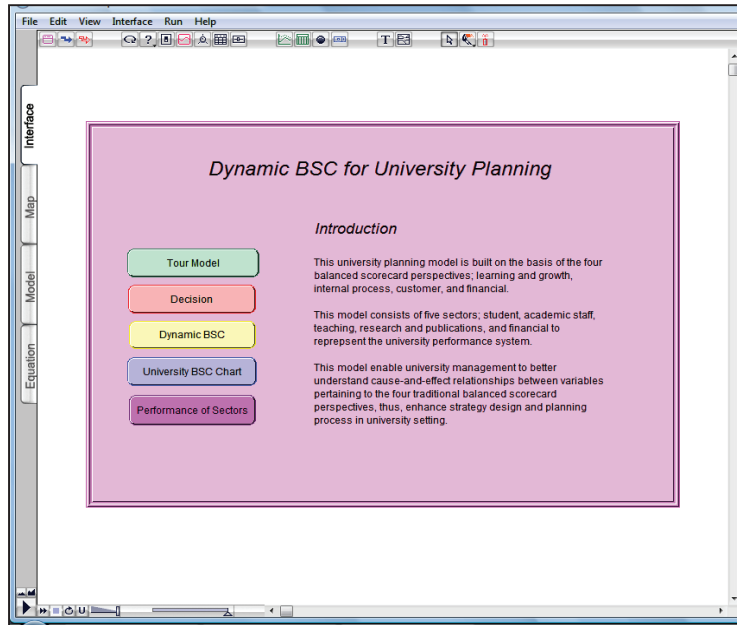 File Edit View Interface Run Help
T
Interface
Map
Model
Equation
Dynamic BSC for University Planning
Introduction
Tour Model
Decision
Dynamic BSC
University BSC Chart
Performance of Sectors
This university planning model is built on the basis of the four
balanced scorecard perspectives; learning and growth,
internal process, customer, and financial.
This model consists of five sectors; student, academic staff,
teaching, research and publications, and financial to
reprepsent the university performance system.
This model enable university management to better
understand cause-and-effect relationships between variables
pertaining to the four traditional balanced scorecard
perspectives, thus, enhance strategy design and planning
process in university setting.
U